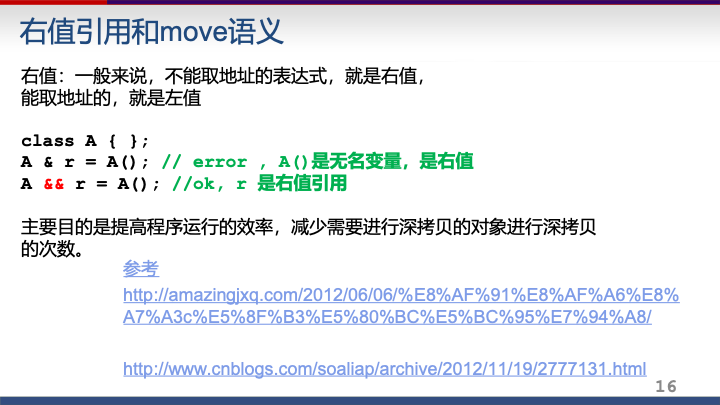 右值引用和move语义
右值：一般来说，不能取地址的表达式，就是右值，
能取地址的，就是左值
class A { };
A & r = A(); // error , A()是无名变量，是右值
A && r = A(); //ok, r 是右值引用
主要目的是提高程序运行的效率，减少需要进行深拷贝的对象进行深拷贝
的次数。
参考
http://amazingjxq.com/2012/06/06/%E8%AF%91%E8%AF%A6%E8%
A7%A3c%E5%8F%B3%E5%80%BC%E5%BC%95%E7%94%A8/
http://www.cnblogs.com/soaliap/archive/2012/11/19/2777131.html
16